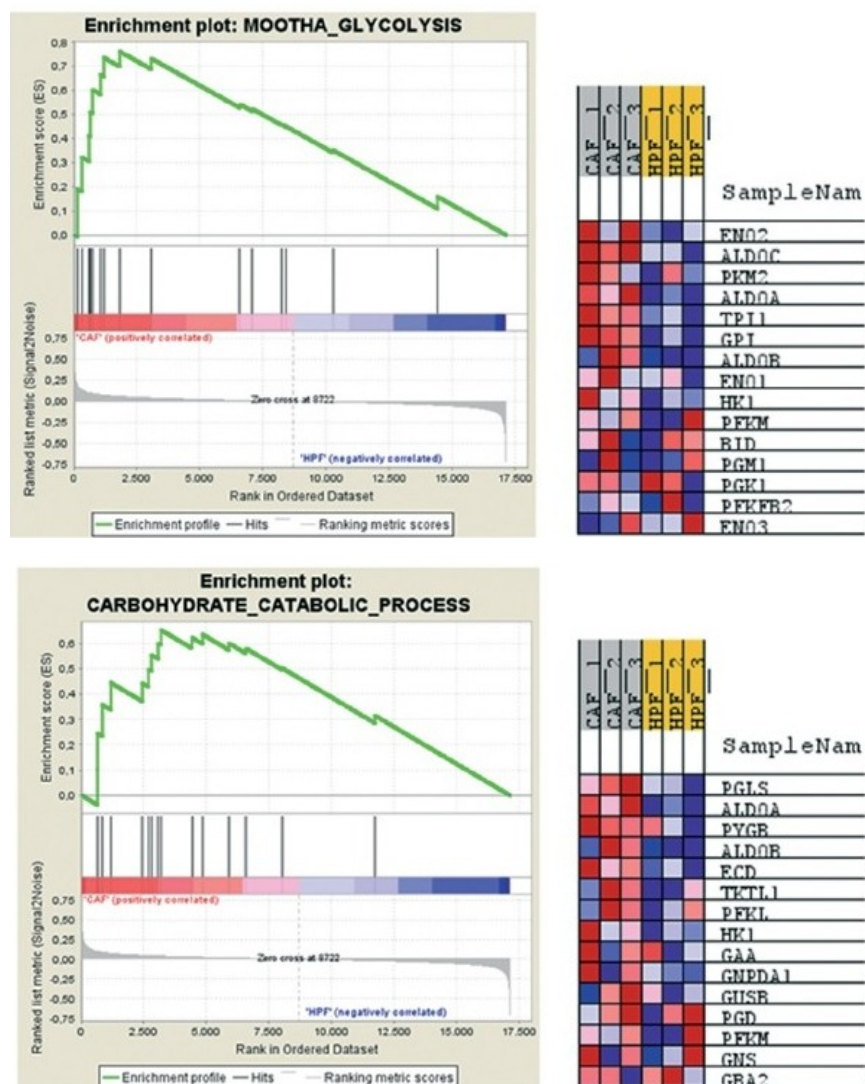 Enrichment plot: MOOTHA_GLYCOLYSIS
Enrichment score (ES)
0,8
0,7
0,6
0,5
0,4
0,3
0,2
0,1
0,0
Ranked list metric (Signal2Noise)
0,75
0,50
0,25
0,00
-0,25
-0,50
-0,75
'CAF' (positively correlated)
Zero cross at 8722
'HPF' (negatively correlated)
0 2.500 5.000 7.500 10.000 12.500 15.000 17.500
Rank in Ordered Dataset
Enrichment profile Hits Ranking metric scores
CAF_1
CAF_2
CAF_3
HPF_1
HPF_2
HPF_3
SampleNam
ENO2
ALDOC
PKM2
ALDOA
TPI1
GPI
ALDOB
ENO1
HK1
PFKM
BID
PGM1
PGK1
PFKFB2
ENO3
Enrichment plot:
CARBOHYDRATE_CATABOLIC_PROCESS
Enrichment score (ES)
0,6
0,5
0,4
0,3
0,2
0,1
0,0
Ranked list metric (Signal2Noise)
0,75
0,50
0,25
0,00
-0,25
-0,50
-0,75
'CAF' (positively correlated)
Zero cross at 8722
'HPF' (negatively correlated)
0 2.500 5.000 7.500 10.000 12.500 15.000 17.500
Rank in Ordered Dataset
Enrichment profile Hits Ranking metric scores
CAF_1
CAF_2
CAF_3
HPF_1
HPF_2
HPF_3
SampleNam
PGLS
ALDOA
PYGB
ALDOB
ECD
TKTL1
PFKL
HK1
GAA
GNPDA1
GUSB
PGD
PFKM
GNS
GBA2